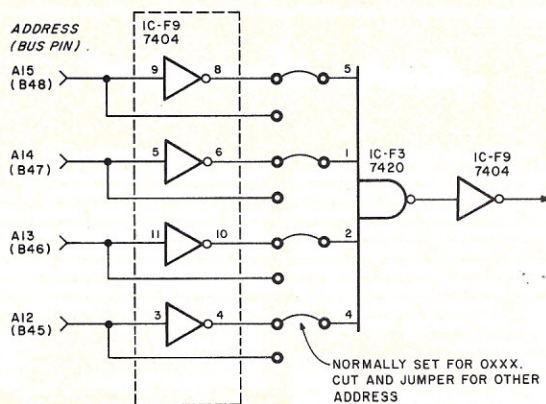 ADDRESS
(BUS PIN)
IC-F9
7404
A15
(B48)
9
8
5
A14
(B47)
5
6
1
IC-F3
7420
IC-F9
7404
A13
(B46)
11
10
2
A12
(B45)
3
4
4
NORMALLY SET FOR 0XXX.
CUT AND JUMPER FOR OTHER
ADDRESS